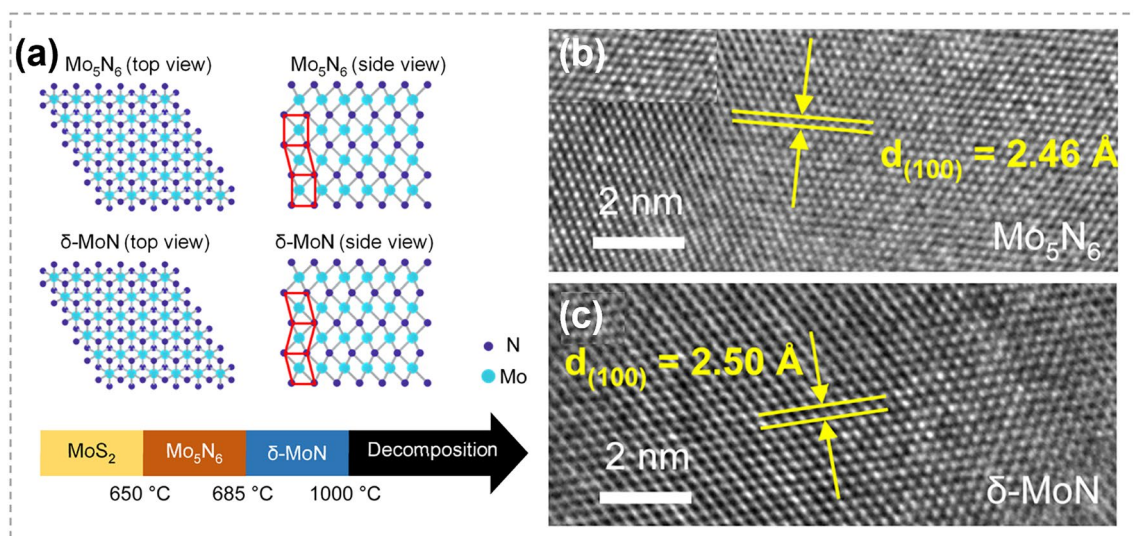 (a)
Mo₅N₆ (top view)
Mo₅N₆ (side view)
δ-MoN (top view)
δ-MoN (side view)
N
Mo
MoS₂
Mo₅N₆
δ-MoN
Decomposition
650 °C
685 °C
1000 °C
(b)
d₍₁₀₀₎ = 2.46 Å
2 nm
Mo₅N₆
(c)
d₍₁₀₀₎ = 2.50 Å
2 nm
δ-MoN